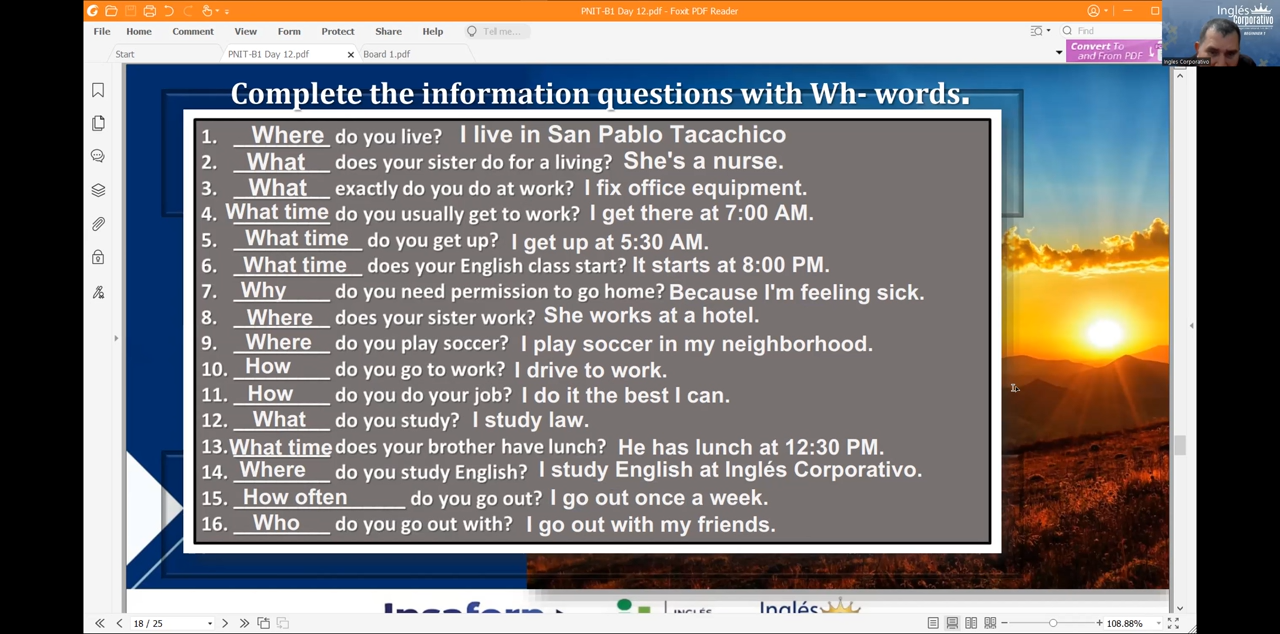 PNIT-B1 Day 12.pdf - Foxit PDF Reader
File Home Comment View Form Protect Share Help Tell me... Find
Start PNIT-B1 Day 12.pdf Board 1.pdf
Convert To
and From PDF
Inglés
Corporativo
BEGINNER 1
Ingles Corporativo
Complete the information questions with Wh- words.
1. Where do you live? I live in San Pablo Tacachico
2. What does your sister do for a living? She's a nurse.
3. What exactly do you do at work? I fix office equipment.
4. What time do you usually get to work? I get there at 7:00 AM.
5. What time do you get up? I get up at 5:30 AM.
6. What time does your English class start? It starts at 8:00 PM.
7. Why do you need permission to go home? Because I'm feeling sick.
8. Where does your sister work? She works at a hotel.
9. Where do you play soccer? I play soccer in my neighborhood.
10. How do you go to work? I drive to work.
11. How do you do your job? I do it the best I can.
12. What do you study? I study law.
13. What time does your brother have lunch? He has lunch at 12:30 PM.
14. Where do you study English? I study English at Inglés Corporativo.
15. How often do you go out? I go out once a week.
16. Who do you go out with? I go out with my friends.
Incaforp INGLÉS Inglés
18 / 25 108.88%